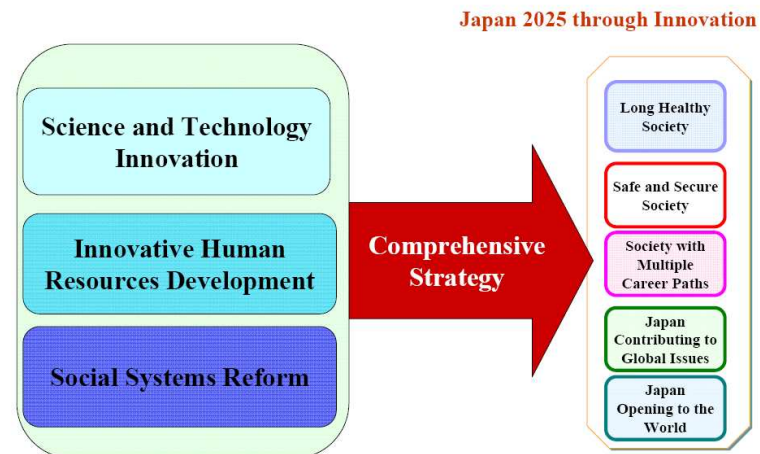 Japan 2025 through Innovation
Science and Technology
Innovation
Innovative Human
Resources Development
Social Systems Reform
Comprehensive
Strategy
Long Healthy
Society
Safe and Secure
Society
Society with
Multiple
Career Paths
Japan
Contributing to
Global Issues
Japan
Opening to the
World